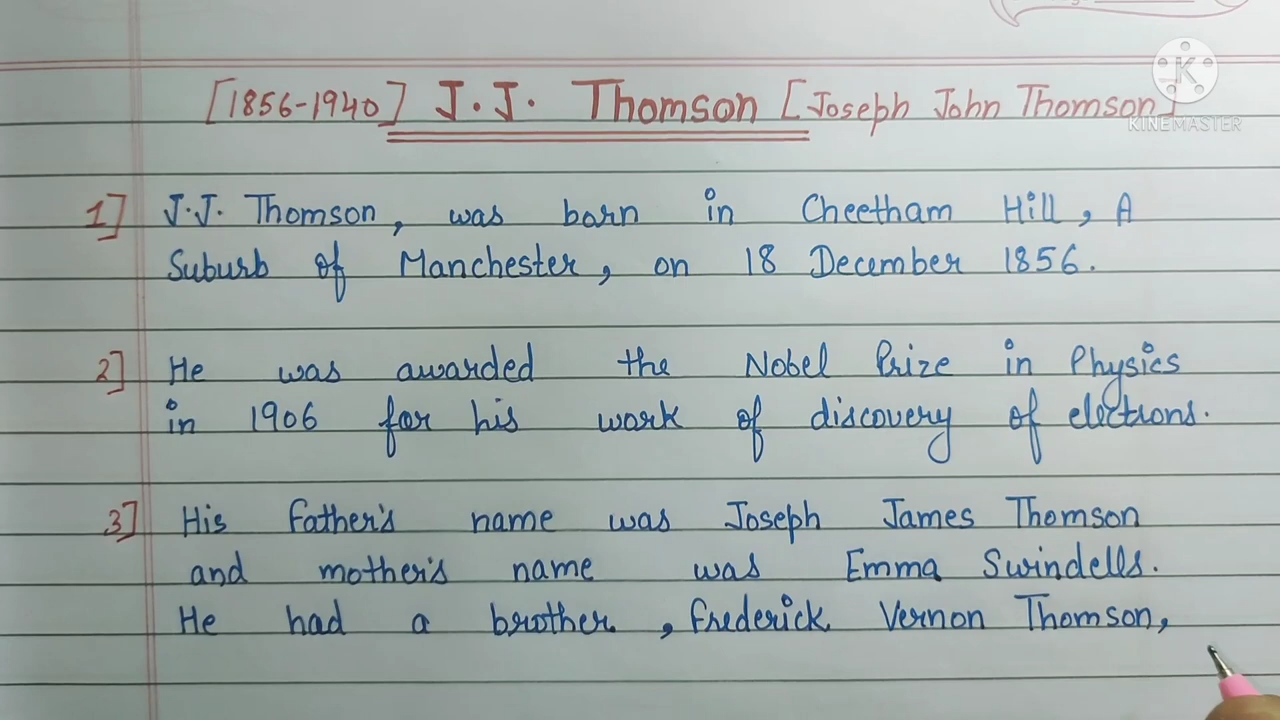 [1856-1940] J.J. Thomson [Joseph John Thomson]
KINEMASTER
1] J.J. Thomson, was born in Cheetham Hill, A
Suburb of Manchester, on 18 December 1856.
2] He was awarded the Nobel Prize in Physics
in 1906 for his work of discovery of elections.
3] His Father's name was Joseph James Thomson
and mother's name was Emma Swindells.
He had a brother, Frederick Vernon Thomson,